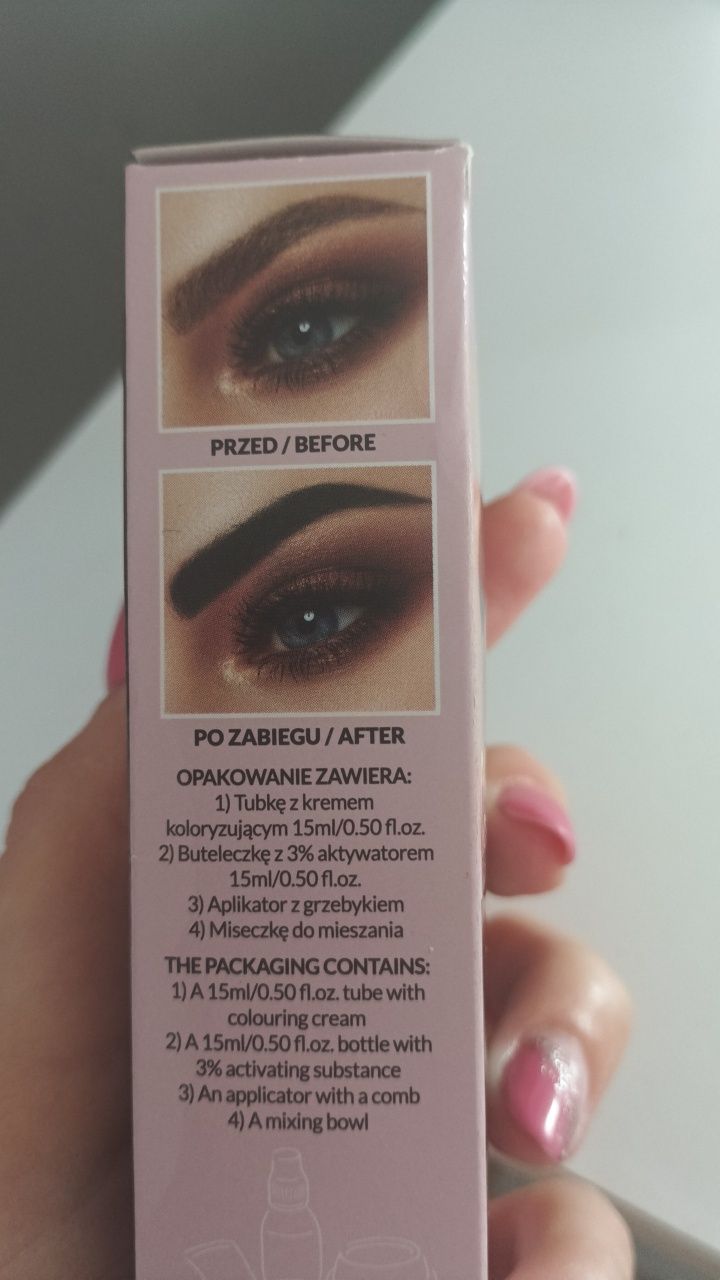 PRZED / BEFORE
PO ZABIEGU / AFTER
OPAKOWANIE ZAWIERA:
1) Tubkę z kremem
koloryzującym 15ml/0.50 fl.oz.
2) Buteleczkę z 3% aktywatorem
15ml/0.50 fl.oz.
3) Aplikator z grzebykiem
4) Miseczkę do mieszania
THE PACKAGING CONTAINS:
1) A 15ml/0.50 fl.oz. tube with
colouring cream
2) A 15ml/0.50 fl.oz. bottle with
3% activating substance
3) An applicator with a comb
4) A mixing bowl